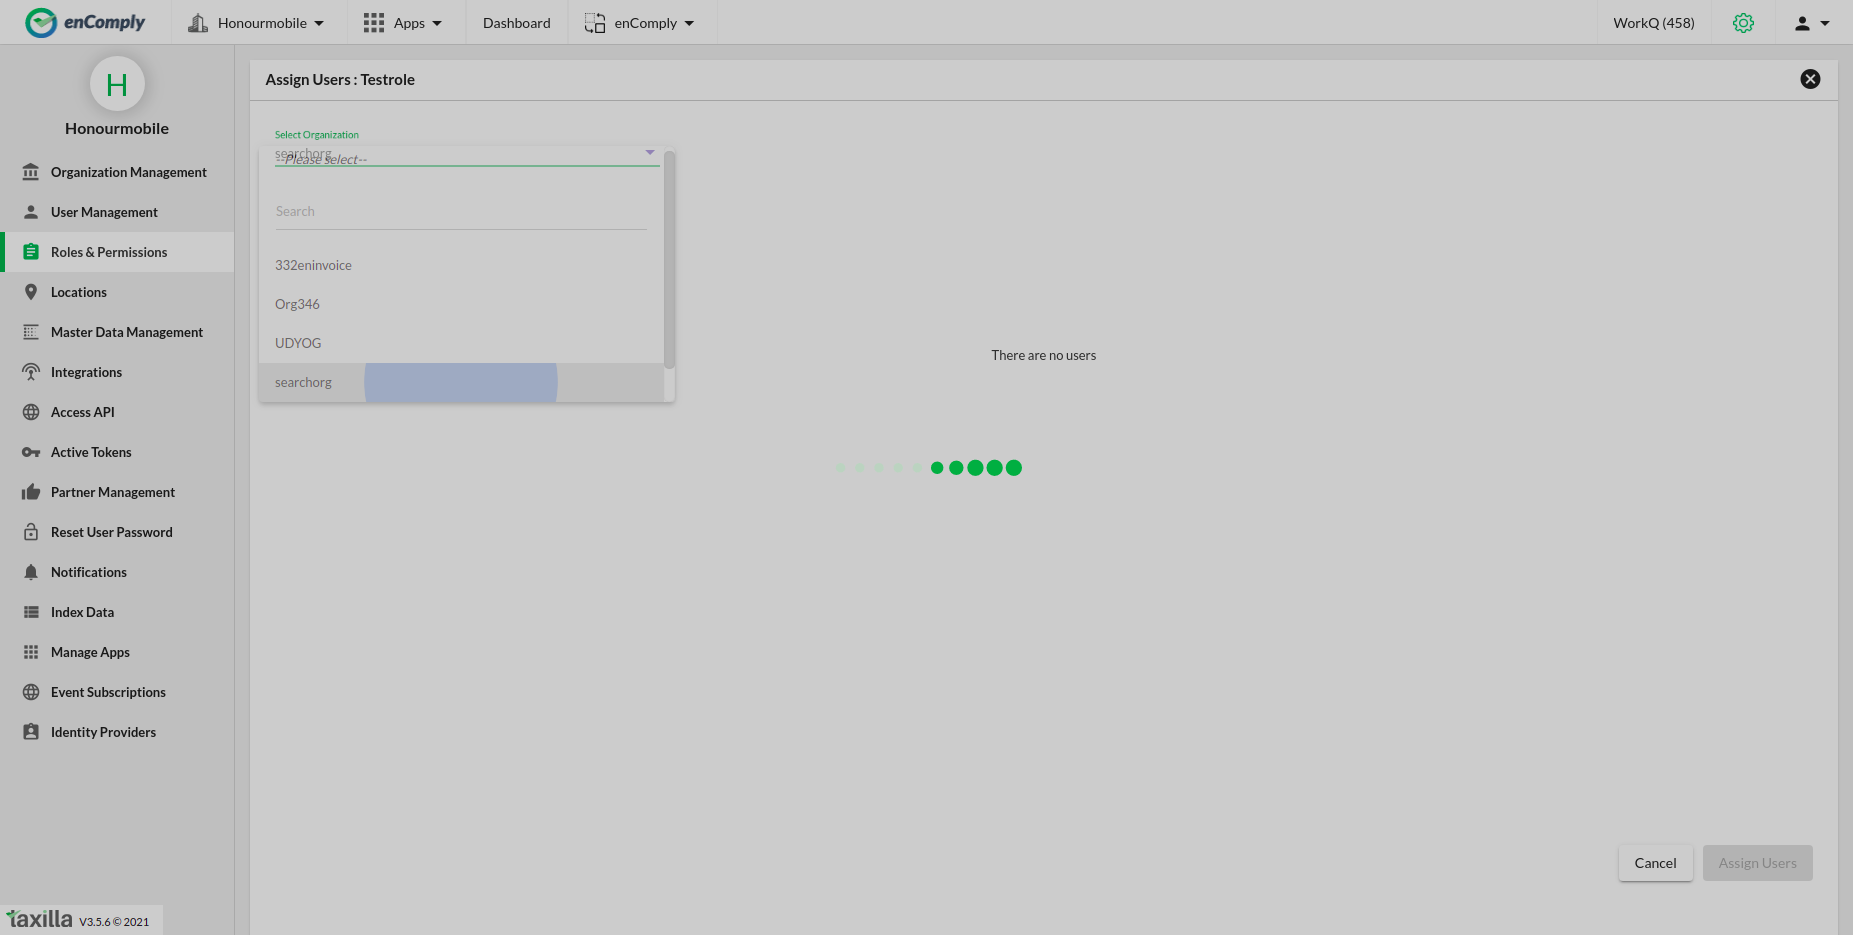 enComply
Honourmobile
Apps
Dashboard
enComply
WorkQ (458)
H
Honourmobile
Organization Management
User Management
Roles & Permissions
Locations
Master Data Management
Integrations
Access API
Active Tokens
Partner Management
Reset User Password
Notifications
Index Data
Manage Apps
Event Subscriptions
Identity Providers
taxilla V3.5.6 © 2021
Assign Users : Testrole
Select Organization
searchorg
--Please select--
Search
332eninvoice
Org346
UDYOG
searchorg
There are no users
Cancel
Assign Users